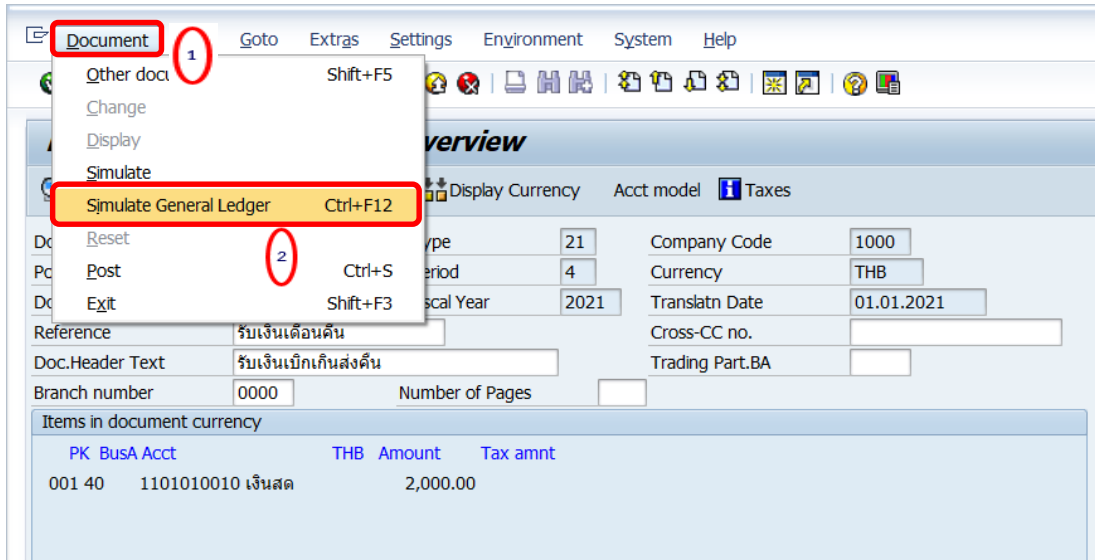 Document Goto Extras Settings Environment System Help
1
Other docu Shift+F5
Change
Display
verview
Simulate
Simulate General Ledger Ctrl+F12
Display Currency Acct model Taxes
Reset
2
Post Ctrl+S
Exit Shift+F3
Do ype 21 Company Code 1000
Po eriod 4 Currency THB
Do scal Year 2021 Translatn Date 01.01.2021
Reference รับเงินเดือนคืน Cross-CC no.
Doc.Header Text รับเงินเบิกเกินส่งคืน Trading Part.BA
Branch number 0000 Number of Pages
Items in document currency
PK BusA Acct THB Amount Tax amnt
001 40 1101010010 เงินสด 2,000.00